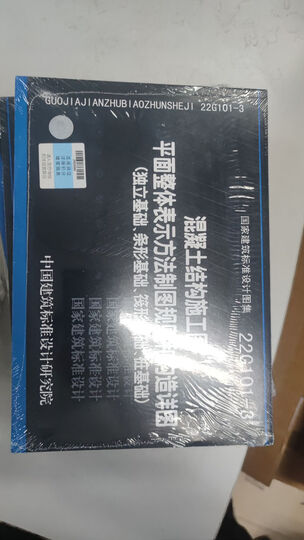 GUOJIAJIANZHUBIAOZHUNSHEJI 22G101-3
国家建筑标准设计图集 22G101-3
混凝土结构施工图
平面整体表示方法制图规构造详图
(独立基础、条形基础、筏形基础、桩基础)
国家建筑标准设计
国家建筑标准设计
国家建筑标准设计
中国建筑标准设计研究院